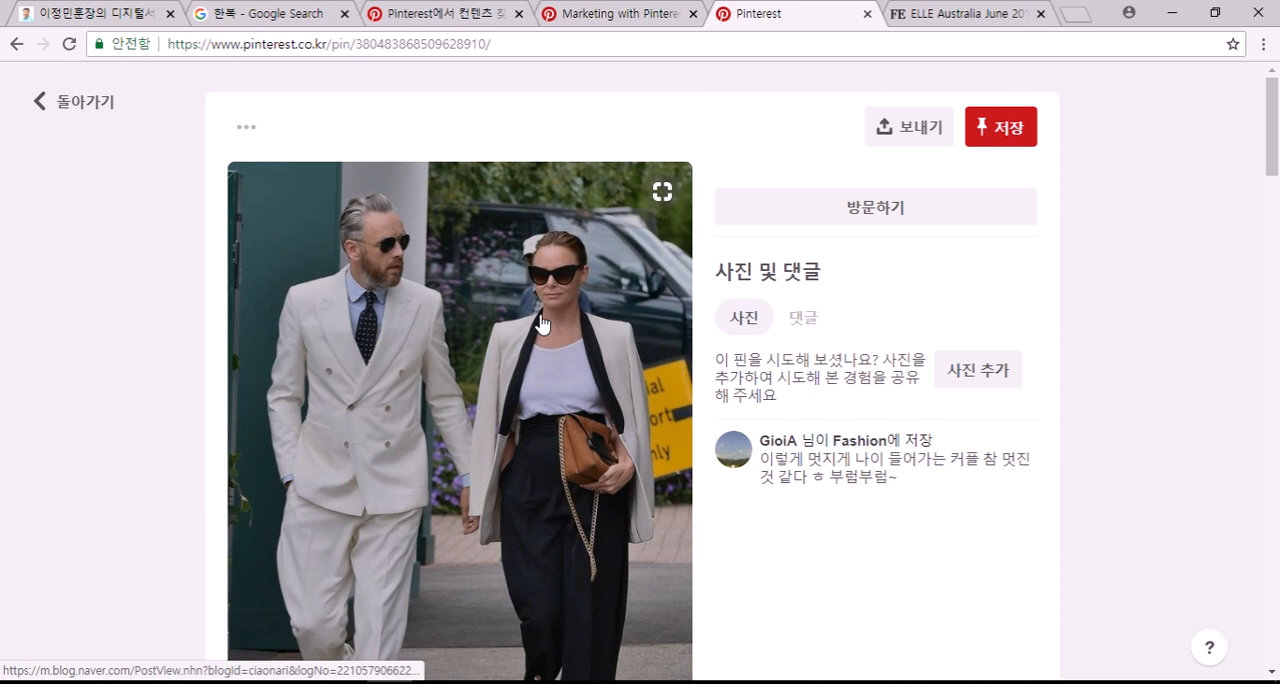 이정민훈장의 디지털서
한복 - Google Search
Pinterest에서 컨텐츠 찾
Marketing with Pintere
Pinterest
FE ELLE Australia June 201
안전함 https://www.pinterest.co.kr/pin/380483868509628910/
돌아가기
보내기
저장
방문하기
사진 및 댓글
사진
댓글
이 핀을 시도해 보셨나요? 사진을
추가하여 시도해 본 경험을 공유
해 주세요
사진 추가
GioiA 님이 Fashion에 저장
이렇게 멋지게 나이 들어가는 커플 참 멋진
것 같다 ㅎ 부럽부럽~
ial
ort
nly
?
https://m.blog.naver.com/PostView.nhn?blogId=ciaonari&logNo=221057906622...